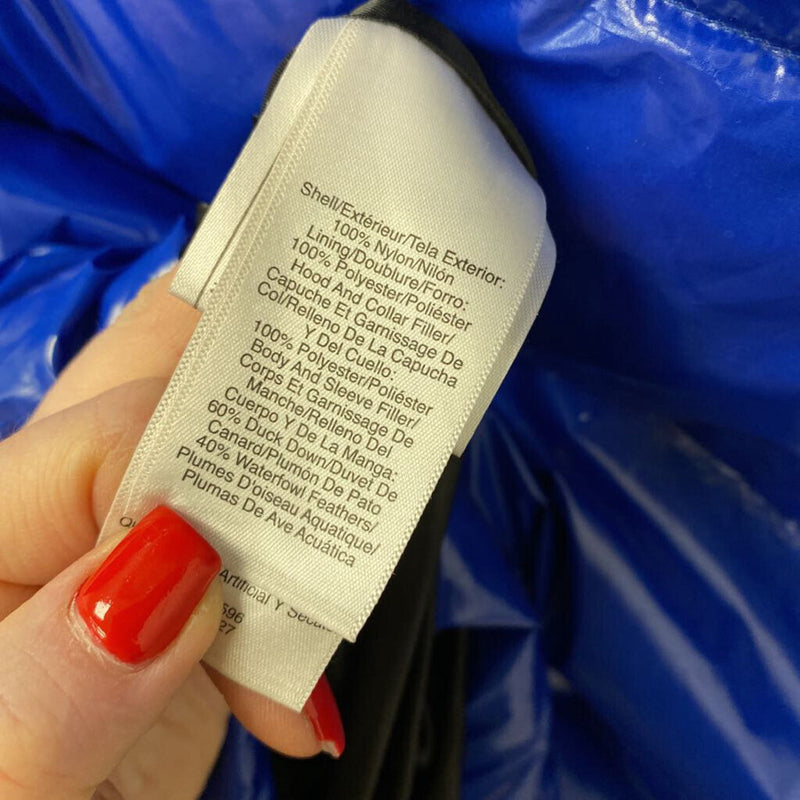 Shell/Extérieur/Tela Exterior:
100% Nylon/Nilón
Lining/Doublure/Forro:
100% Polyester/Poliéster
Hood And Collar Filler/
Capuche Et Garnissage De
Col/Relleno De La Capucha
Y Del Cuello:
100% Polyester/Poliéster
Body And Sleeve Filler/
Corps Et Garnissage De
Manche/Relleno Del
Cuerpo Y De La Manga:
60% Duck Down/Duvet De
Canard/Plumón De Pato
40% Waterfowl Feathers/
Plumes D'oiseau Aquatique/
Plumas De Ave Acuática
Artificial Y
696
27